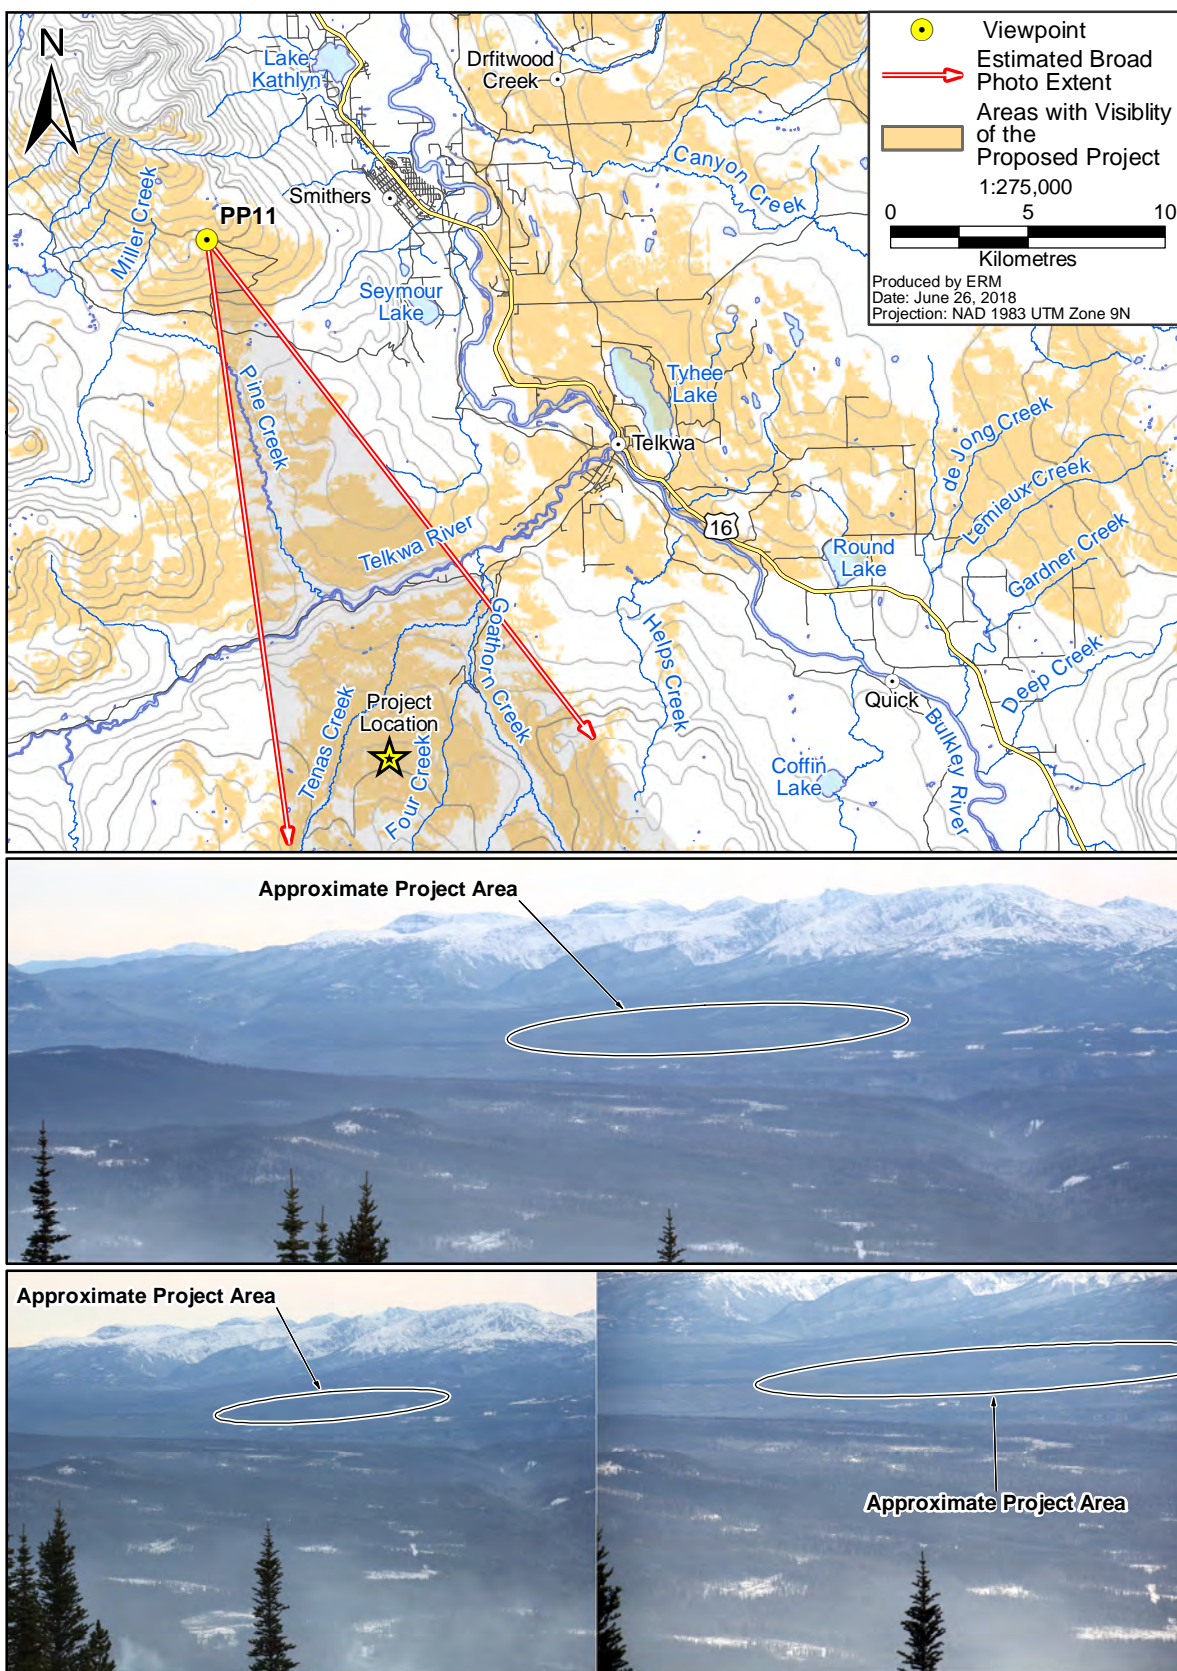 N
Lake
Kathlyn
Drfitwood
Creek
Canyon Creek
Smithers
Miller Creek
PP11
Seymour
Lake
Pine Creek
Tyhee
Lake
Telkwa
de Jong Creek
Lemieux Creek
16
Telkwa River
Round
Lake
Gardner Creek
Goathorn Creek
Helps Creek
Deep Creek
Project
Location
Tenas Creek
Four Creek
Quick
Bulkley River
Coffin
Lake
Viewpoint
Estimated Broad
Photo Extent
Areas with Visiblity
of the
Proposed Project
1:275,000
0 5 10
Kilometres
Produced by ERM
Date: June 26, 2018
Projection: NAD 1983 UTM Zone 9N
Approximate Project Area
Approximate Project Area
Approximate Project Area